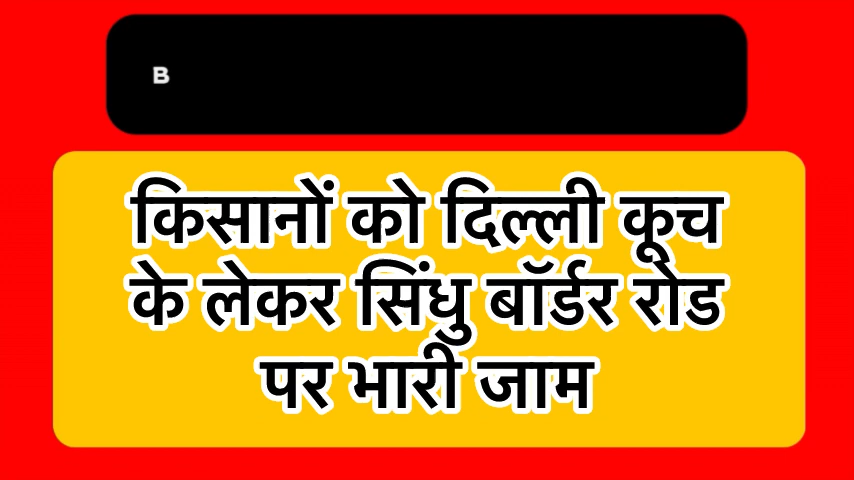 B
किसानों को दिल्ली कूच
के लेकर सिंधु बॉर्डर रोड
पर भारी जाम